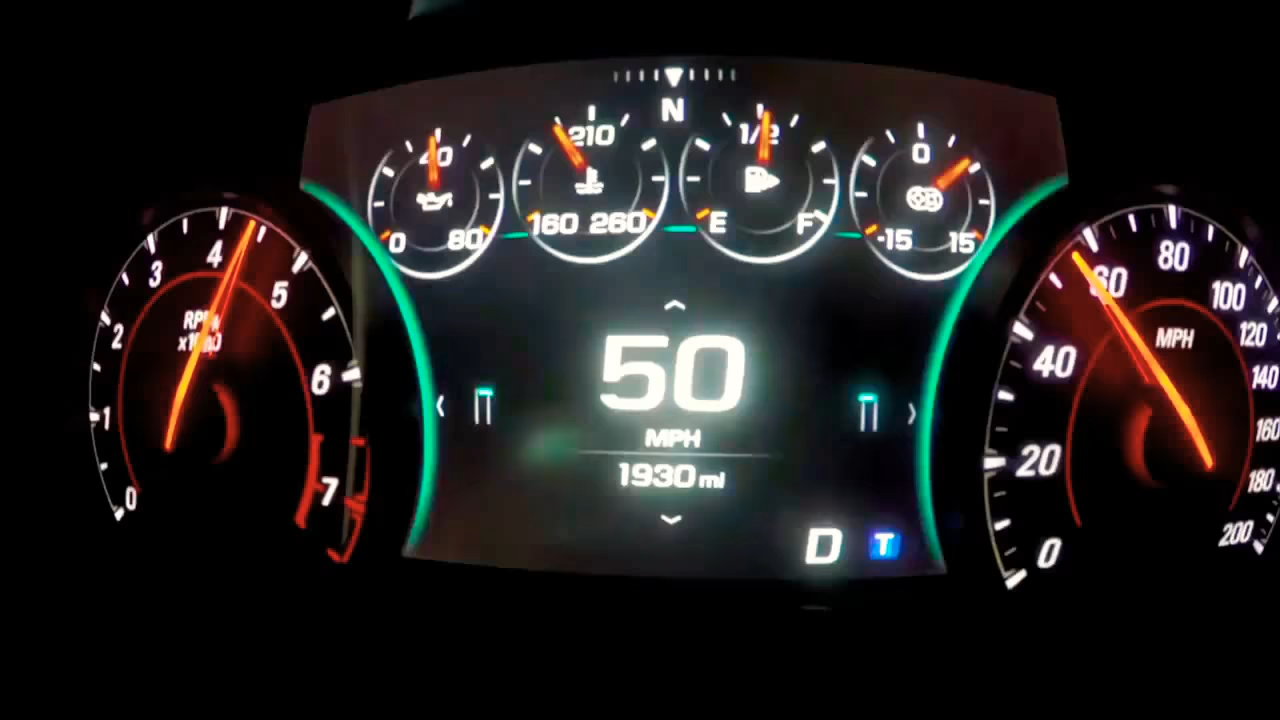 N
40
0 80
210
160 260
1/2
E F
0
-15 15
0 1 2 3 4 5 6 7
RPM
x1000
50
MPH
1930 mi
D T
0 20 40 60 80 100 120 140 160 180 200
MPH